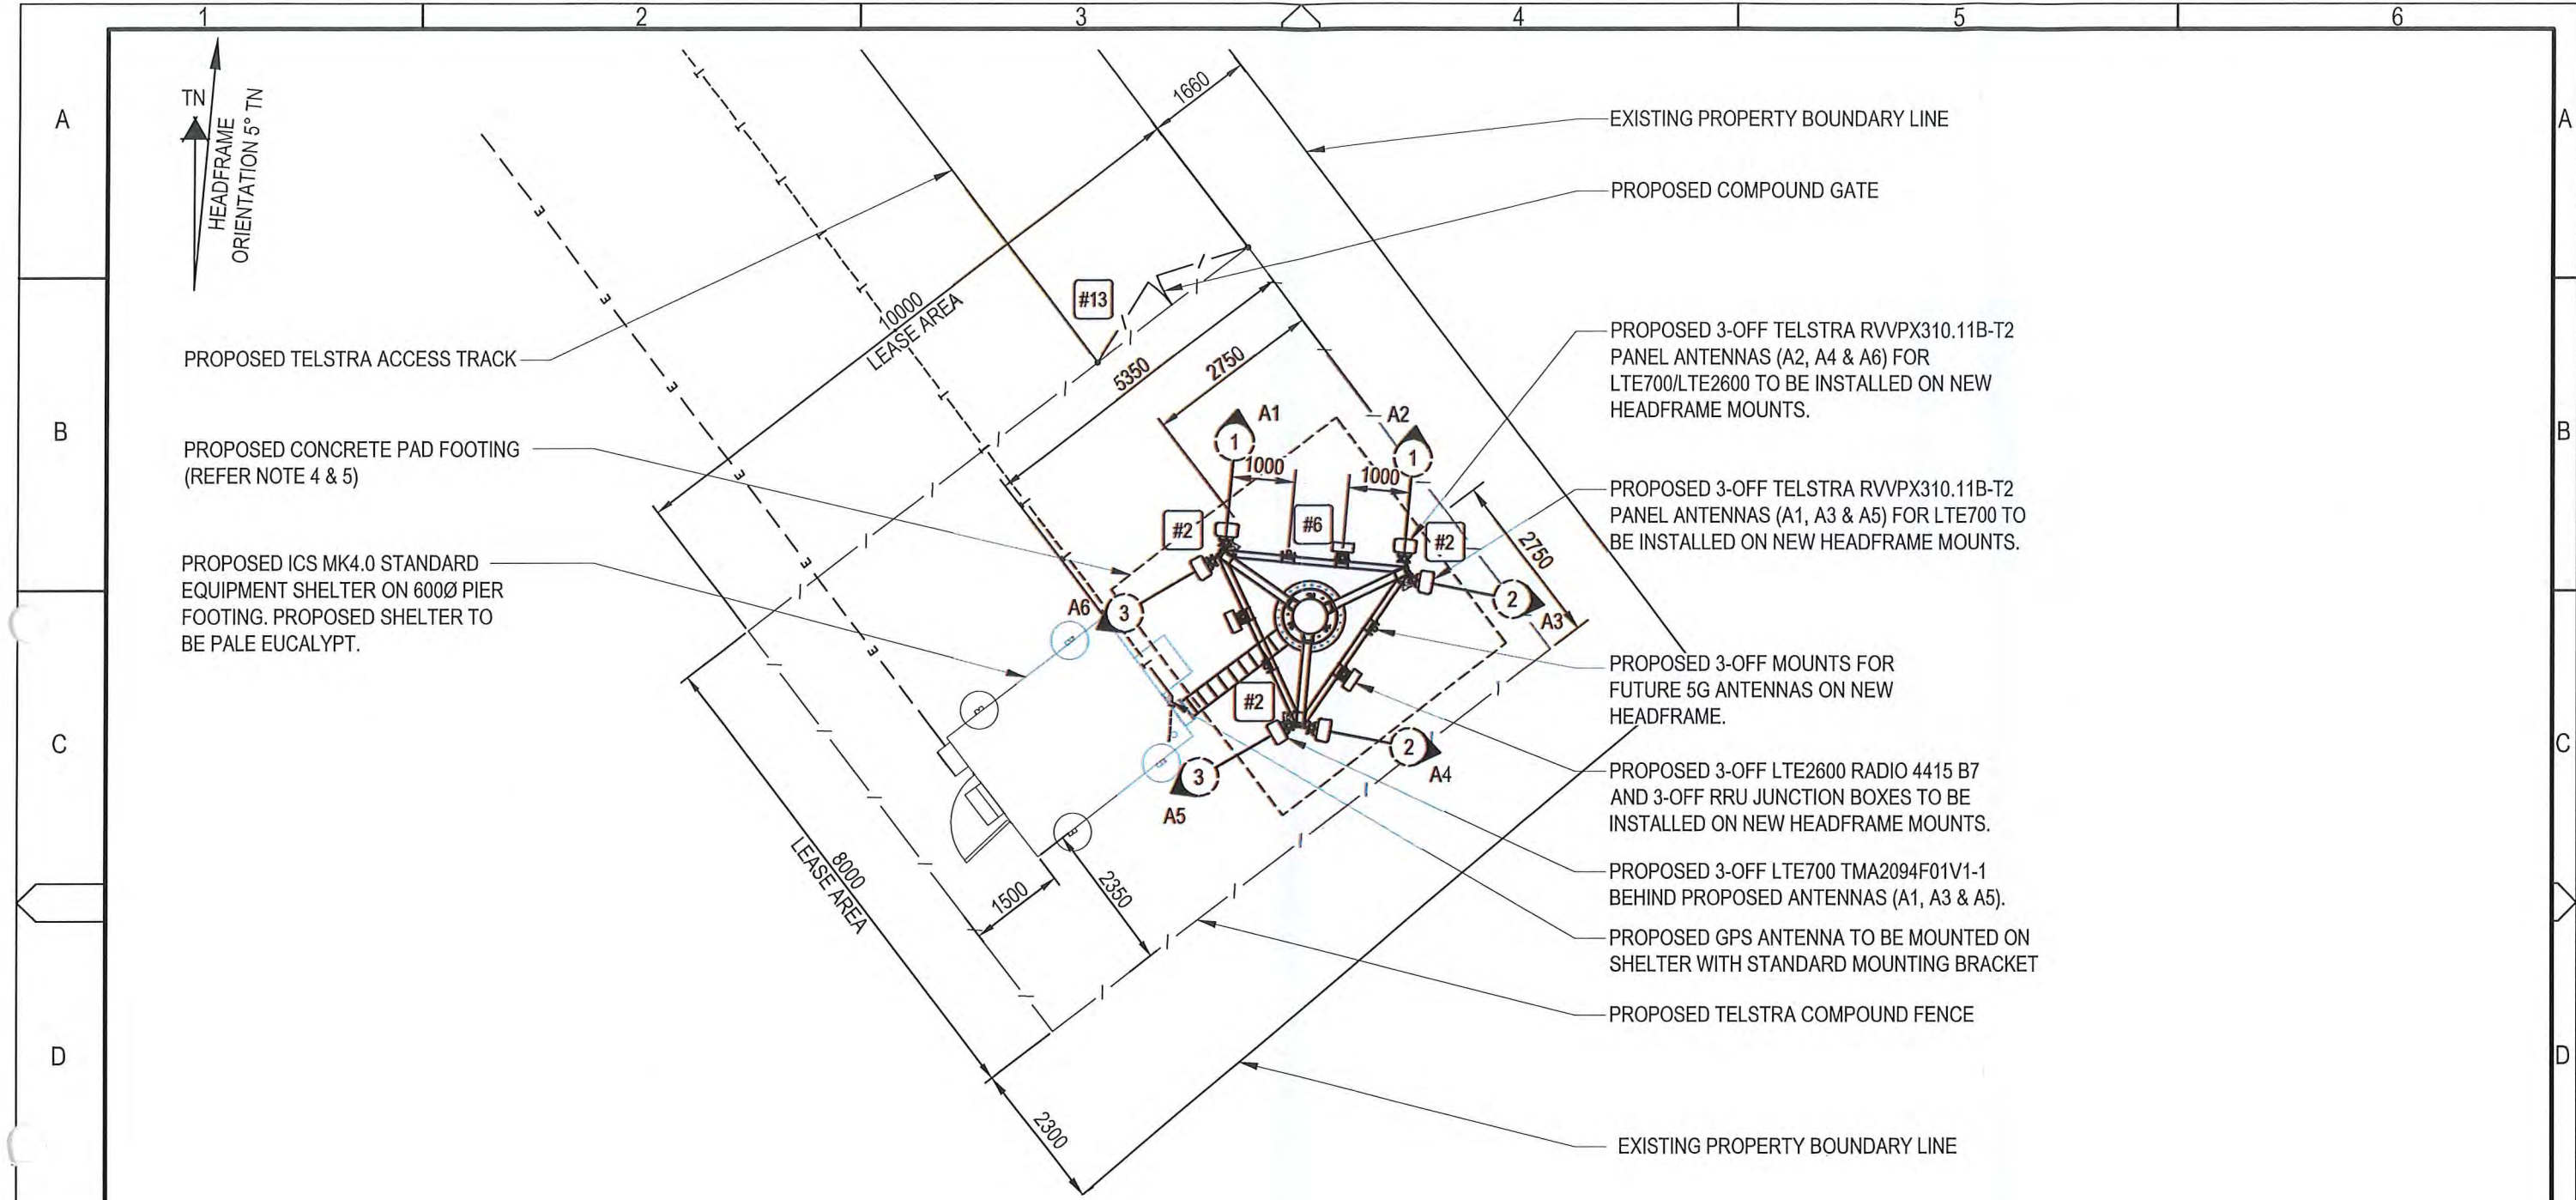 1 2 3 4 5 6
A
B
C
D
A
B
C
D
TN
HEADFRAME
ORIENTATION 5° TN
PROPOSED TELSTRA ACCESS TRACK
PROPOSED CONCRETE PAD FOOTING
(REFER NOTE 4 & 5)
PROPOSED ICS MK4.0 STANDARD
EQUIPMENT SHELTER ON 600Ø PIER
FOOTING. PROPOSED SHELTER TO
BE PALE EUCALYPT.
1660
10000
LEASE AREA
#13
5350
2750
A1
A2
1
1
1000
1000
#2
#6
#2
2750
A6
3
2
A3
#2
2
A4
3
A5
8000
LEASE AREA
1500
2350
2300
E
E
E
E
E
T
T
T
T
T
T
EXISTING PROPERTY BOUNDARY LINE
PROPOSED COMPOUND GATE
PROPOSED 3-OFF TELSTRA RVVPX310.11B-T2
PANEL ANTENNAS (A2, A4 & A6) FOR
LTE700/LTE2600 TO BE INSTALLED ON NEW
HEADFRAME MOUNTS.
PROPOSED 3-OFF TELSTRA RVVPX310.11B-T2
PANEL ANTENNAS (A1, A3 & A5) FOR LTE700 TO
BE INSTALLED ON NEW HEADFRAME MOUNTS.
PROPOSED 3-OFF MOUNTS FOR
FUTURE 5G ANTENNAS ON NEW
HEADFRAME.
PROPOSED 3-OFF LTE2600 RADIO 4415 B7
AND 3-OFF RRU JUNCTION BOXES TO BE
INSTALLED ON NEW HEADFRAME MOUNTS.
PROPOSED 3-OFF LTE700 TMA2094F01V1-1
BEHIND PROPOSED ANTENNAS (A1, A3 & A5).
PROPOSED GPS ANTENNA TO BE MOUNTED ON
SHELTER WITH STANDARD MOUNTING BRACKET
PROPOSED TELSTRA COMPOUND FENCE
EXISTING PROPERTY BOUNDARY LINE